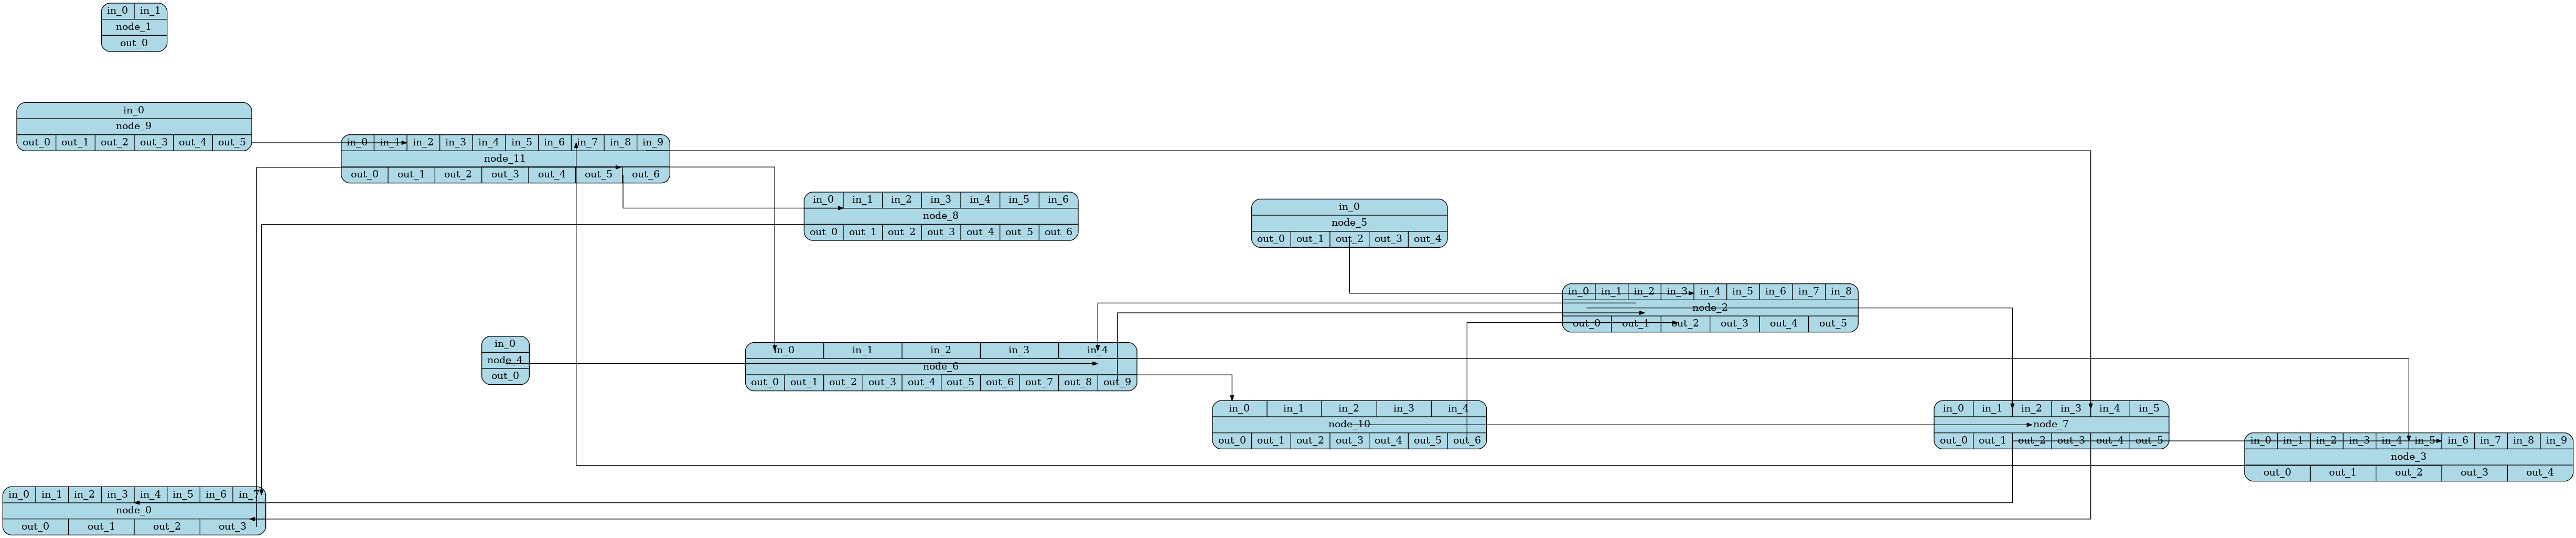 in_0 in_1
node_1
out_0
in_0
node_9
out_0 out_1 out_2 out_3 out_4 out_5
in_0 in_1 in_2 in_3 in_4 in_5 in_6 in_7 in_8 in_9
node_11
out_0 out_1 out_2 out_3 out_4 out_5 out_6
in_0 in_1 in_2 in_3 in_4 in_5 in_6
node_8
out_0 out_1 out_2 out_3 out_4 out_5 out_6
in_0
node_5
out_0 out_1 out_2 out_3 out_4
in_0 in_1 in_2 in_3 in_4 in_5 in_6 in_7 in_8
node_2
out_0 out_1 out_2 out_3 out_4 out_5
in_0
node_4
out_0
in_0 in_1 in_2 in_3 in_4
node_6
out_0 out_1 out_2 out_3 out_4 out_5 out_6 out_7 out_8 out_9
in_0 in_1 in_2 in_3 in_4
node_10
out_0 out_1 out_2 out_3 out_4 out_5 out_6
in_0 in_1 in_2 in_3 in_4 in_5
node_7
out_0 out_1 out_2 out_3 out_4 out_5
in_0 in_1 in_2 in_3 in_4 in_5 in_6 in_7 in_8 in_9
node_3
out_0 out_1 out_2 out_3 out_4
in_0 in_1 in_2 in_3 in_4 in_5 in_6 in_7
node_0
out_0 out_1 out_2 out_3